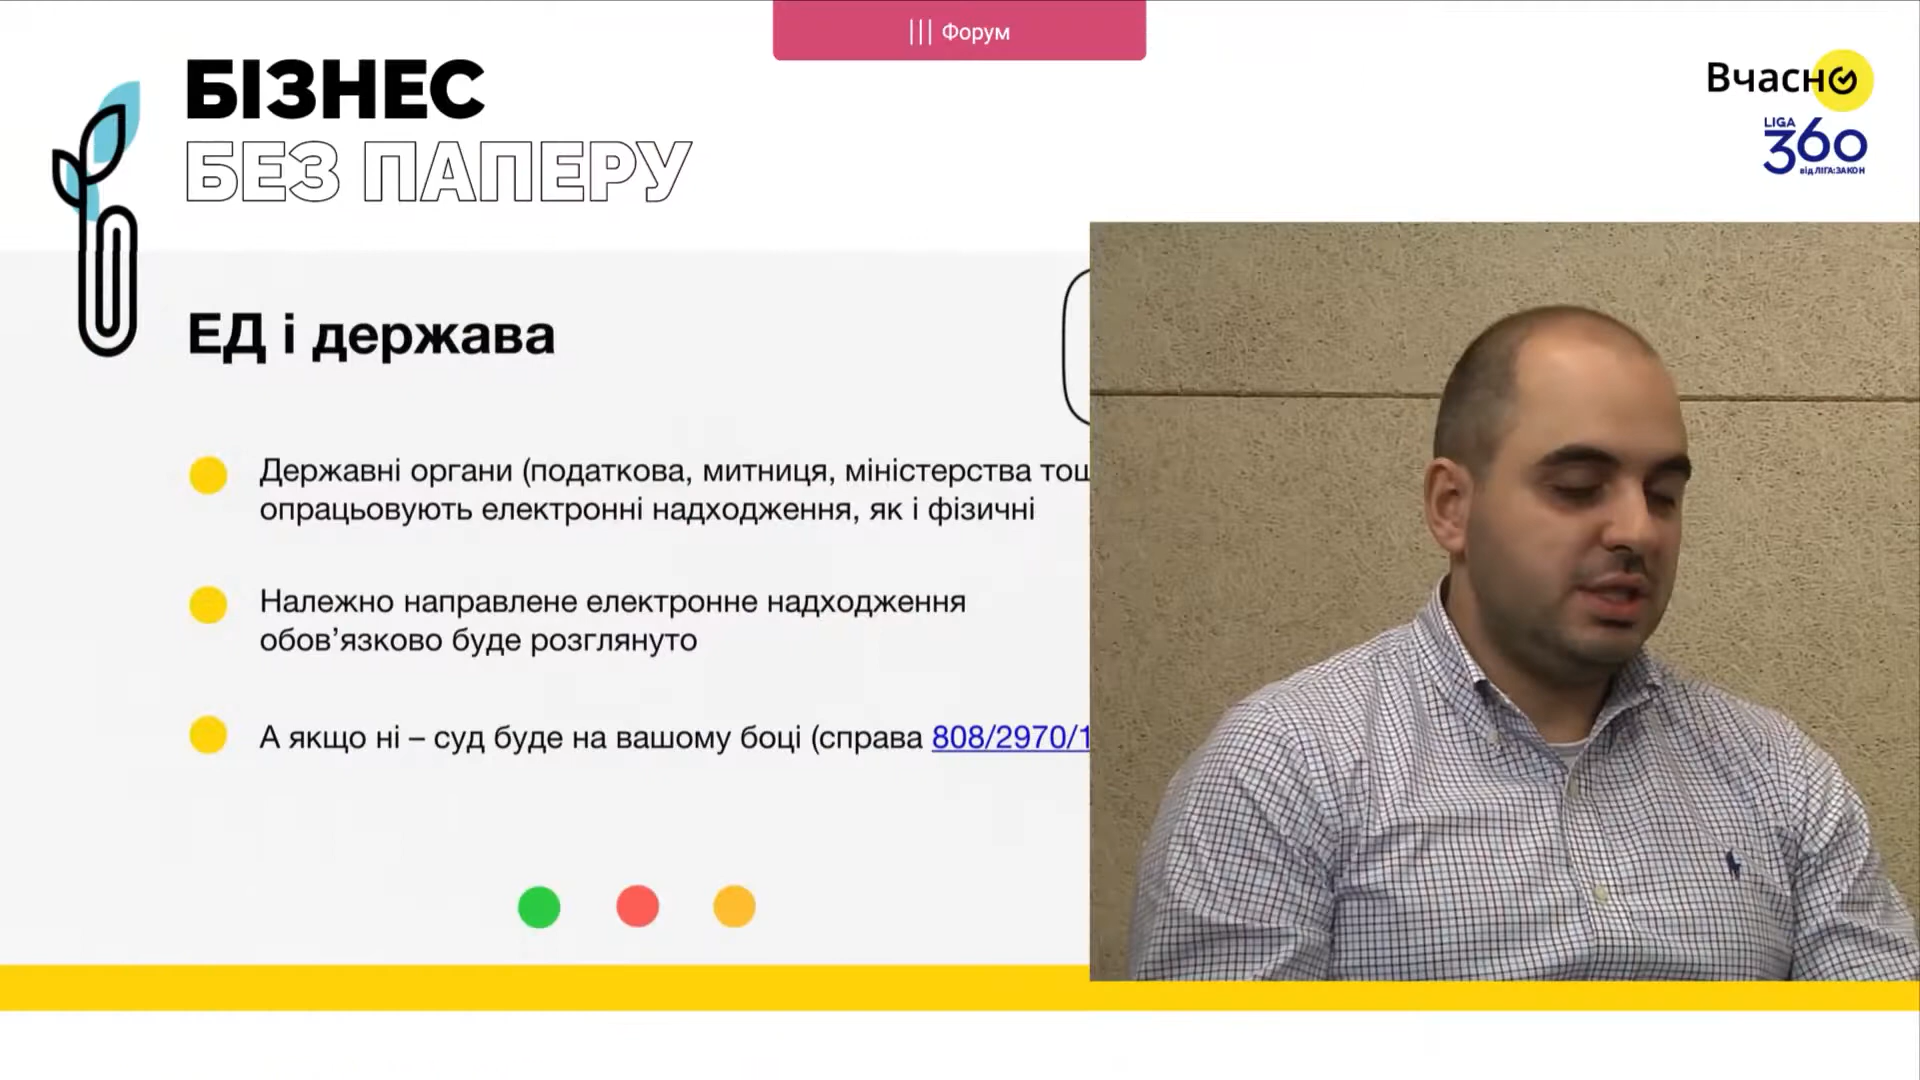 ||| Форум
БІЗНЕС
БЕЗ ПАПЕРУ
Вчасно
LIGA
360
від ЛІГА:ЗАКОН
ЕД і держава
Державні органи (податкова, митниця, міністерства тощ
опрацьовують електронні надходження, як і фізичні
Належно направлене електронне надходження
обов’язково буде розглянуто
А якщо ні – суд буде на вашому боці (справа 808/2970/1